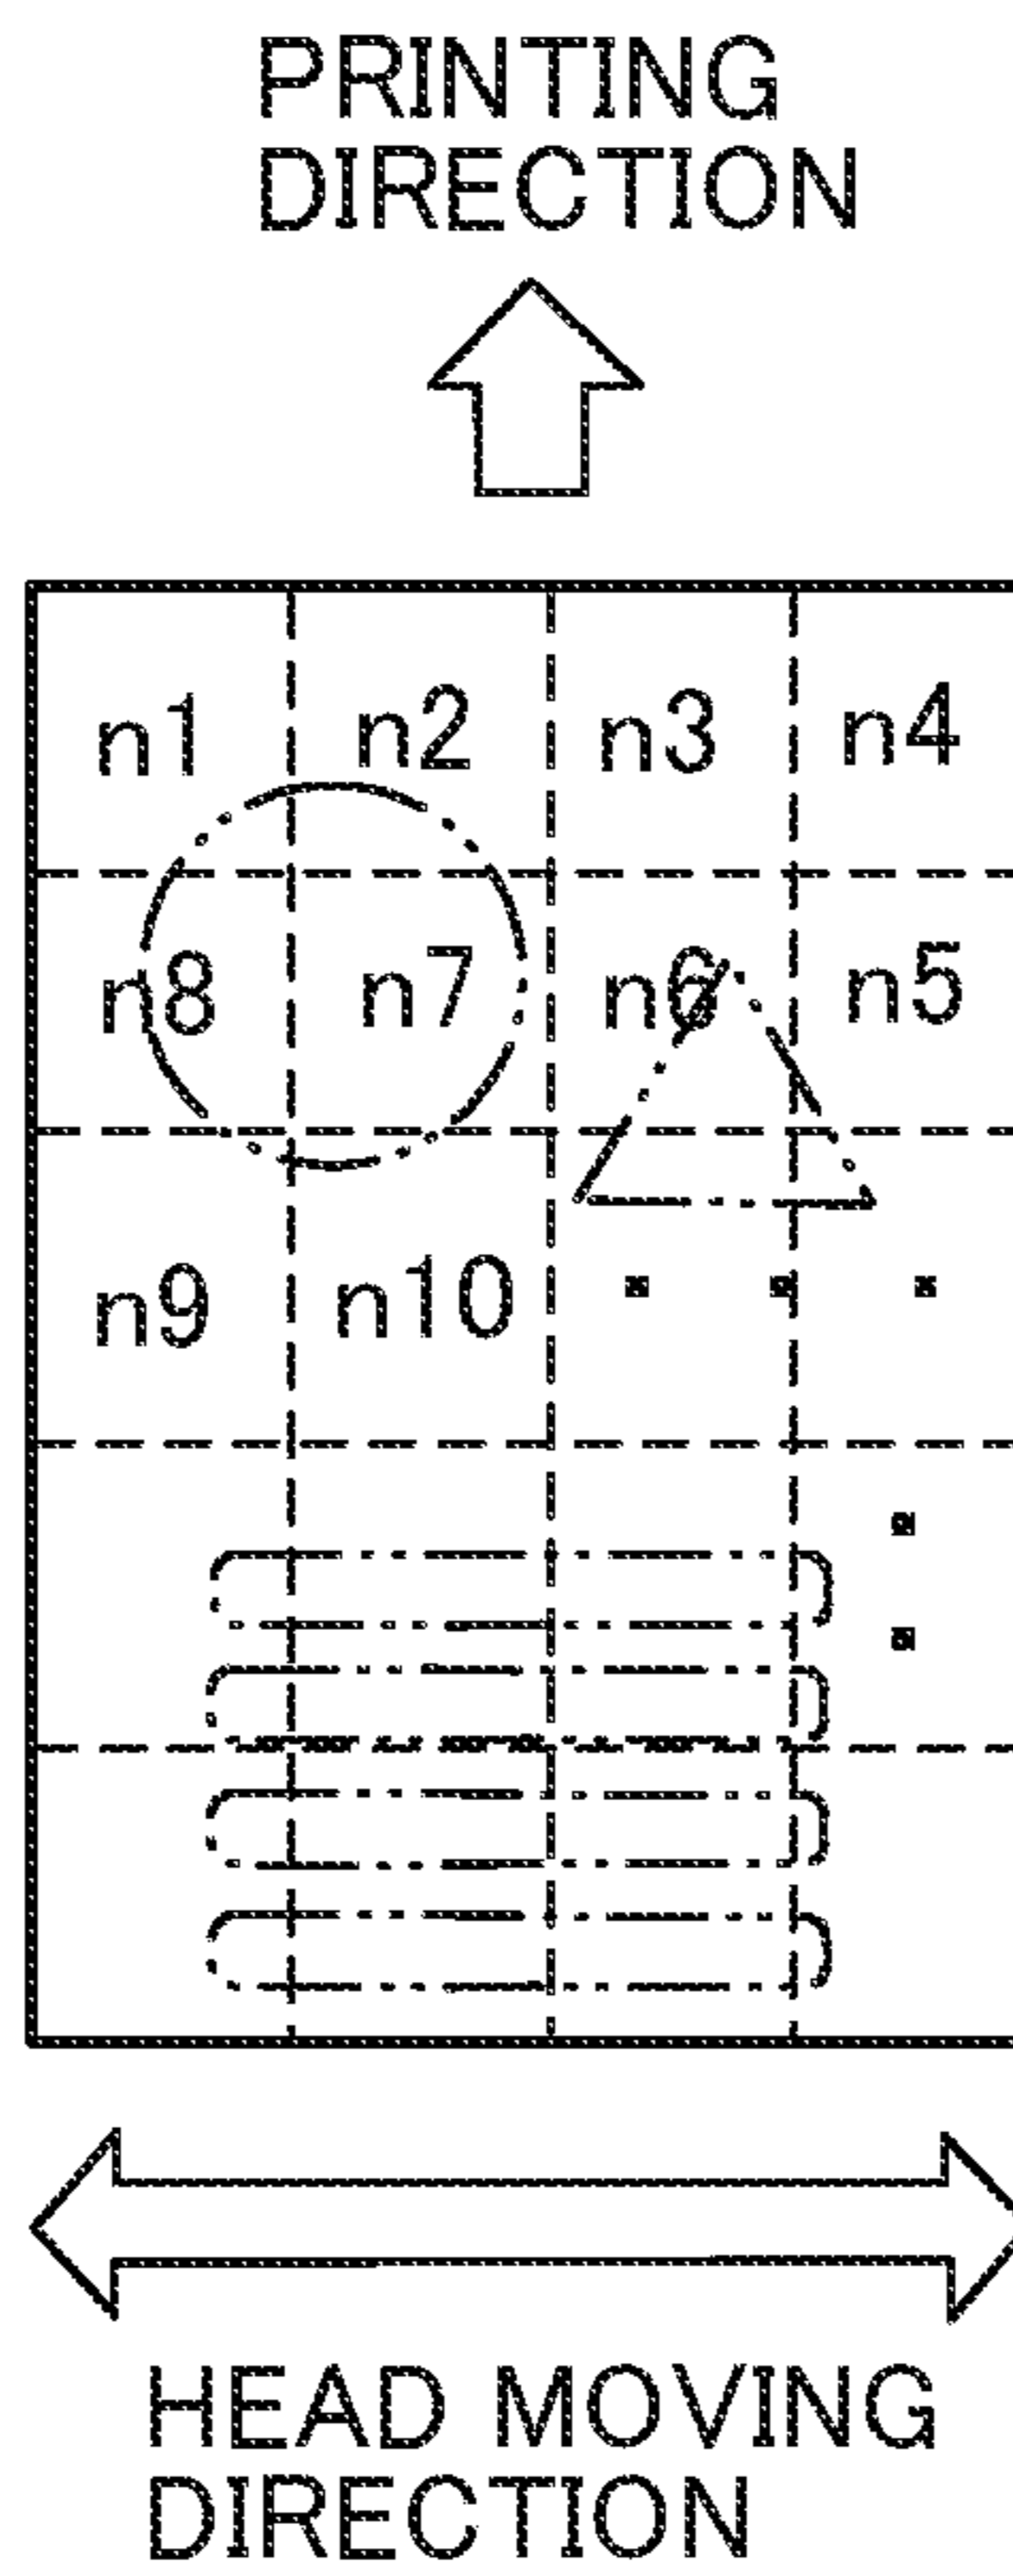 PRINTING
DIRECTION
n1 n2 n3 n4
n8 n7 n6 n5
n9 n10
HEAD MOVING
DIRECTION